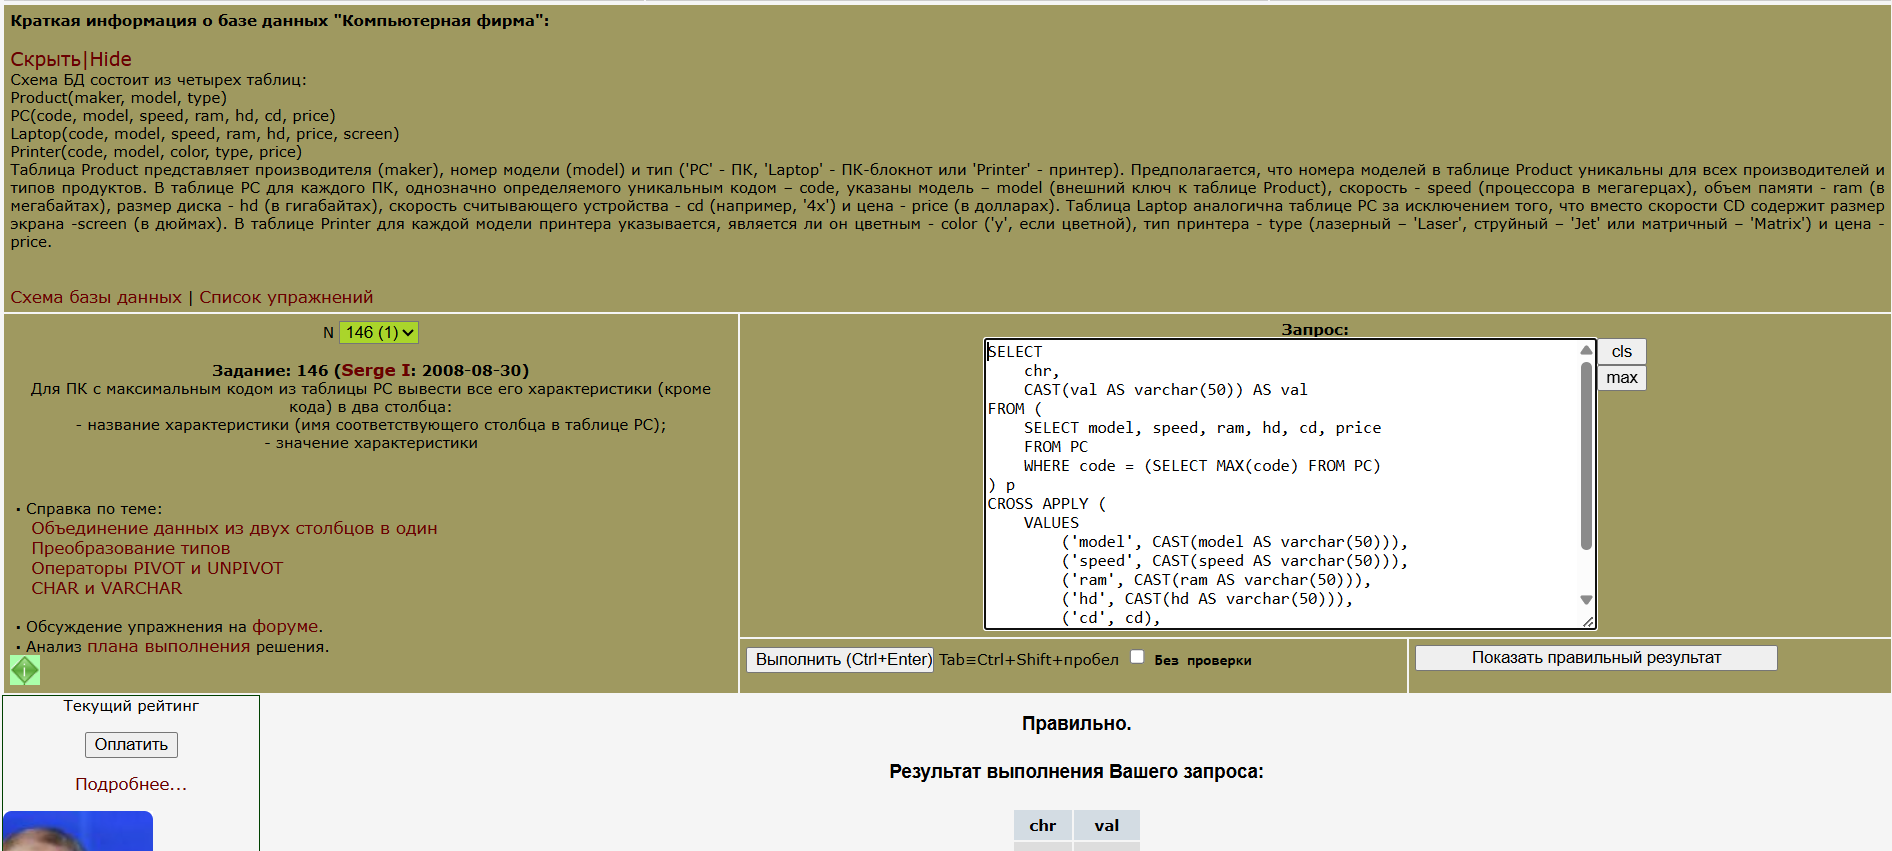 Краткая информация о базе данных "Компьютерная фирма":
Скрыть|Hide
Схема БД состоит из четырех таблиц:
Product(maker, model, type)
PC(code, model, speed, ram, hd, cd, price)
Laptop(code, model, speed, ram, hd, price, screen)
Printer(code, model, color, type, price)
Таблица Product представляет производителя (maker), номер модели (model) и тип ('PC' - ПК, 'Laptop' - ПК-блокнот или 'Printer' - принтер). Предполагается, что номера моделей в таблице Product уникальны для всех производителей и
типов продуктов. В таблице PC для каждого ПК, однозначно определяемого уникальным кодом – code, указаны модель – model (внешний ключ к таблице Product), скорость - speed (процессора в мегагерцах), объем памяти - ram (в
мегабайтах), размер диска - hd (в гигабайтах), скорость считывающего устройства - cd (например, '4x') и цена - price (в долларах). Таблица Laptop аналогична таблице РС за исключением того, что вместо скорости CD содержит размер
экрана -screen (в дюймах). В таблице Printer для каждой модели принтера указывается, является ли он цветным - color ('y', если цветной), тип принтера - type (лазерный – 'Laser', струйный – 'Jet' или матричный – 'Matrix') и цена -
price.
Схема базы данных | Список упражнений
N 146 (1)
Задание: 146 (Serge I: 2008-08-30)
Для ПК с максимальным кодом из таблицы PC вывести все его характеристики (кроме
кода) в два столбца:
- название характеристики (имя соответствующего столбца в таблице PC);
- значение характеристики
· Справка по теме:
Объединение данных из двух столбцов в один
Преобразование типов
Операторы PIVOT и UNPIVOT
CHAR и VARCHAR
· Обсуждение упражнения на форуме.
· Анализ плана выполнения решения.
Запрос:
SELECT
chr,
CAST(val AS varchar(50)) AS val
FROM (
SELECT model, speed, ram, hd, cd, price
FROM PC
WHERE code = (SELECT MAX(code) FROM PC)
) p
CROSS APPLY (
VALUES
('model', CAST(model AS varchar(50))),
('speed', CAST(speed AS varchar(50))),
('ram', CAST(ram AS varchar(50))),
('hd', CAST(hd AS varchar(50))),
('cd', cd),
cls
max
Выполнить (Ctrl+Enter) Tab≡Ctrl+Shift+пробел Без проверки
Показать правильный результат
Текущий рейтинг
Оплатить
Подробнее...
Правильно.
Результат выполнения Вашего запроса:
chr val